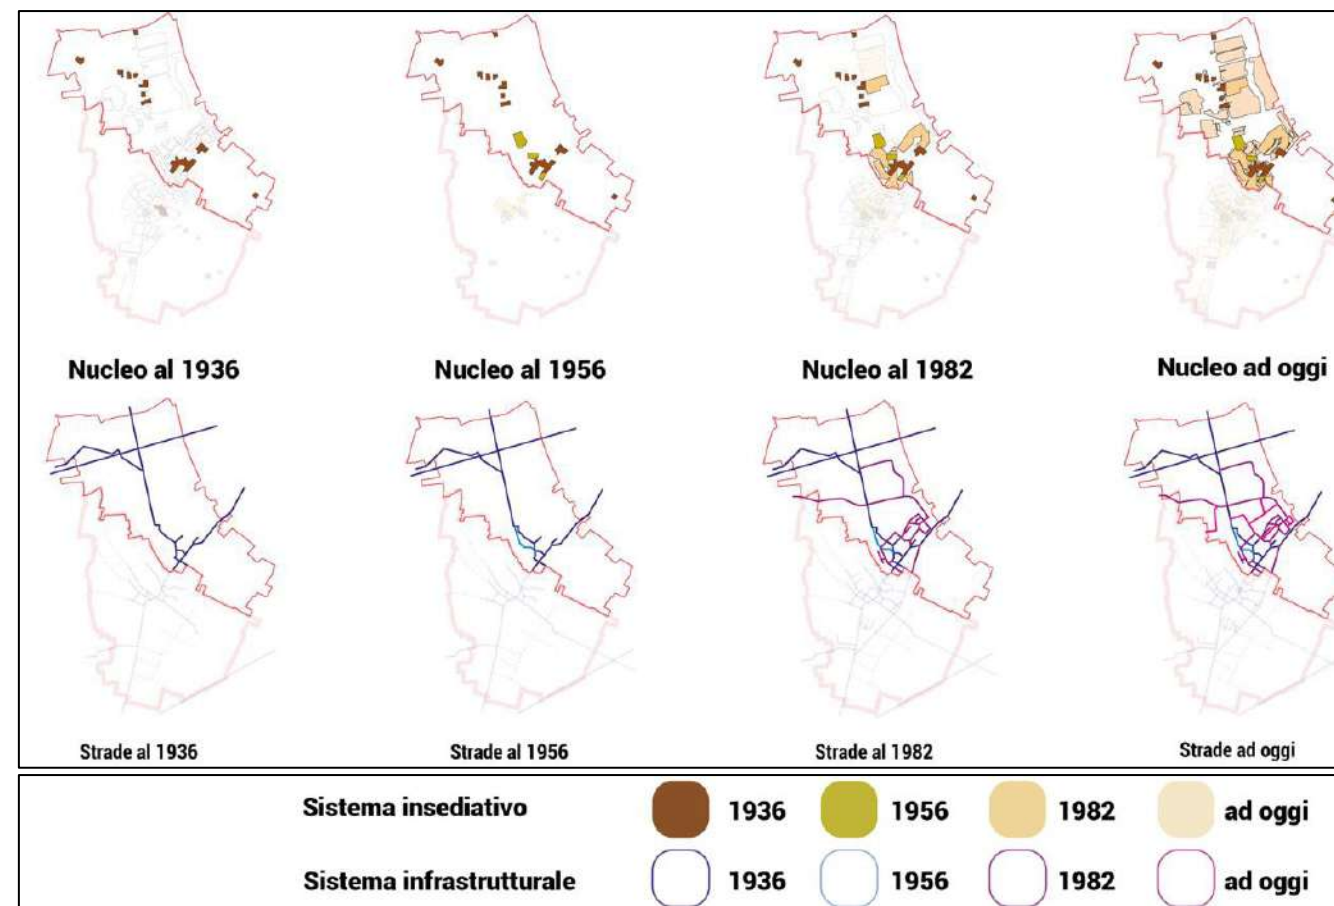 Nucleo al 1936
Nucleo al 1956
Nucleo al 1982
Nucleo ad oggi
Strade al 1936
Strade al 1956
Strade al 1982
Strade ad oggi
Sistema insediativo 1936 1956 1982 ad oggi
Sistema infrastrutturale 1936 1956 1982 ad oggi